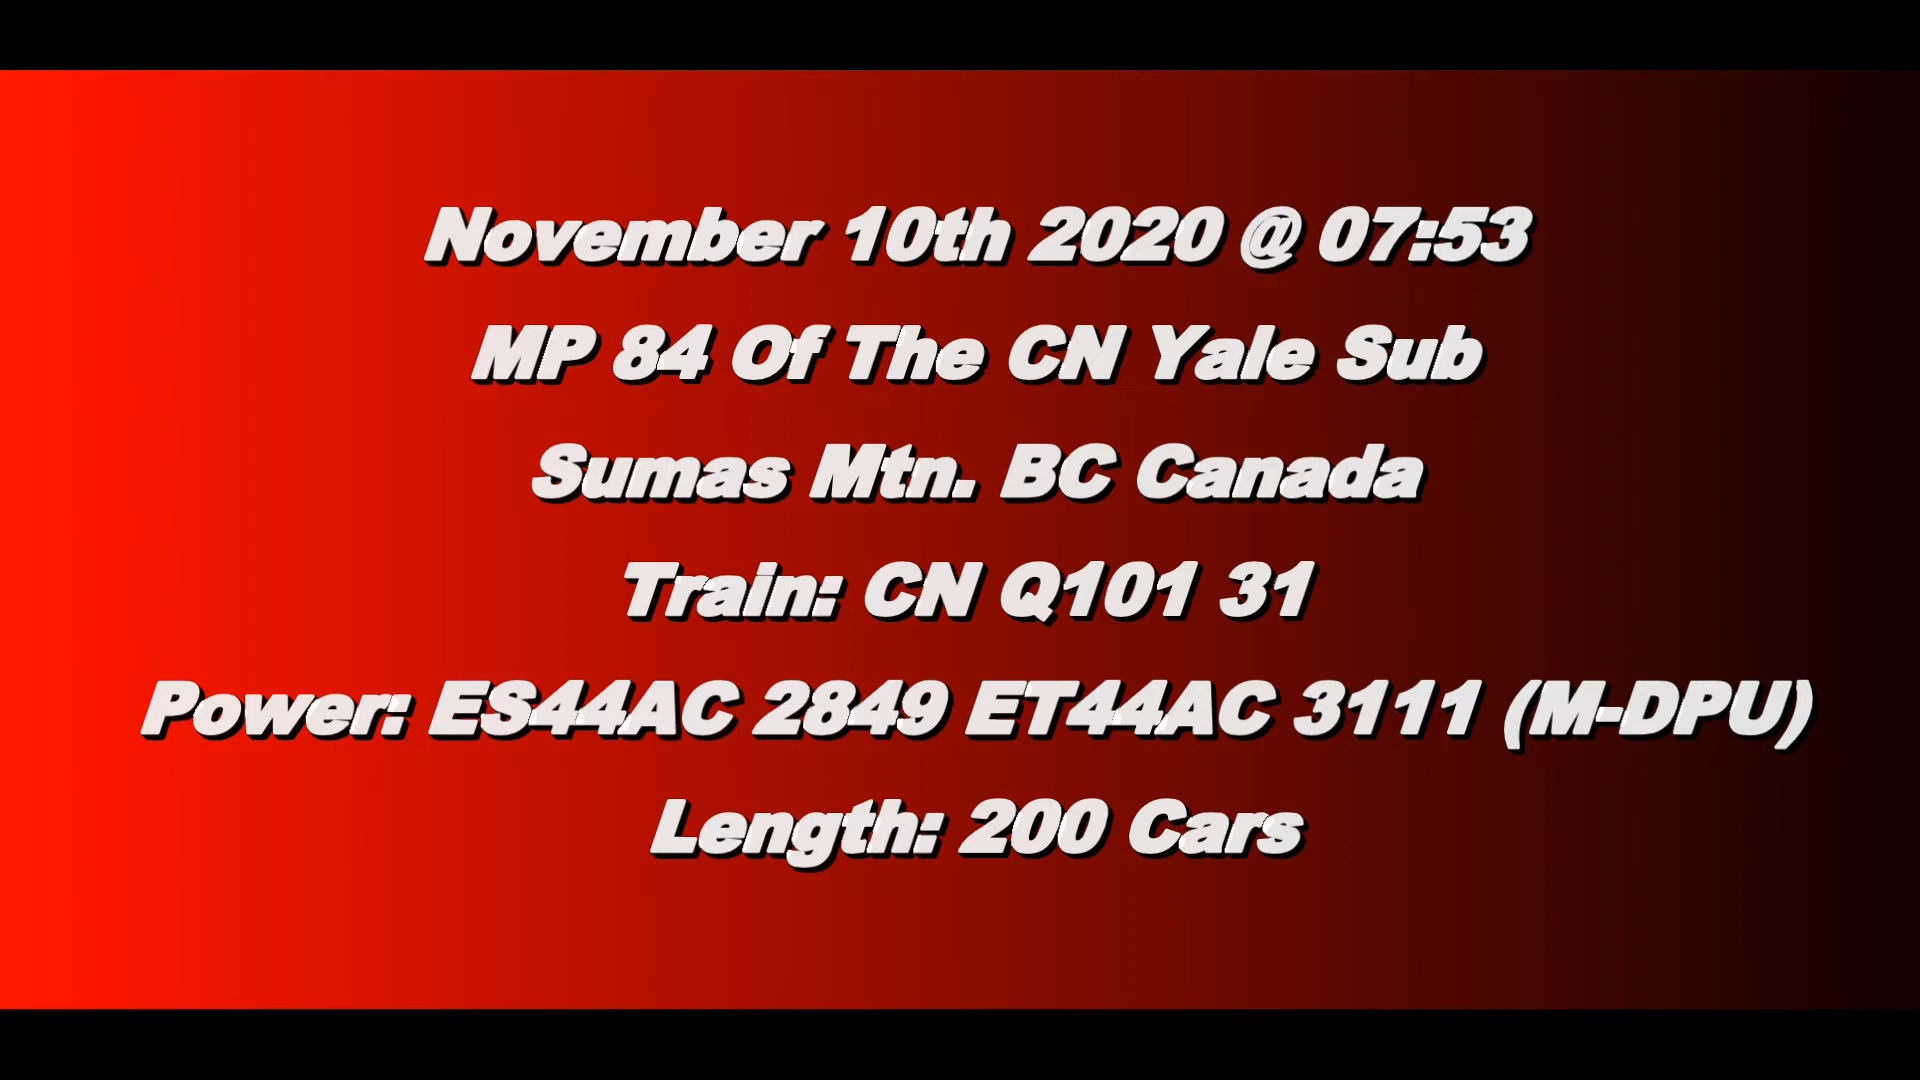 November 10th 2020 @ 07:53
MP 84 Of The CN Yale Sub
Sumas Mtn. BC Canada
Train: CN Q101 31
Power: ES44AC 2849 ET44AC 3111 (M-DPU)
Length: 200 Cars